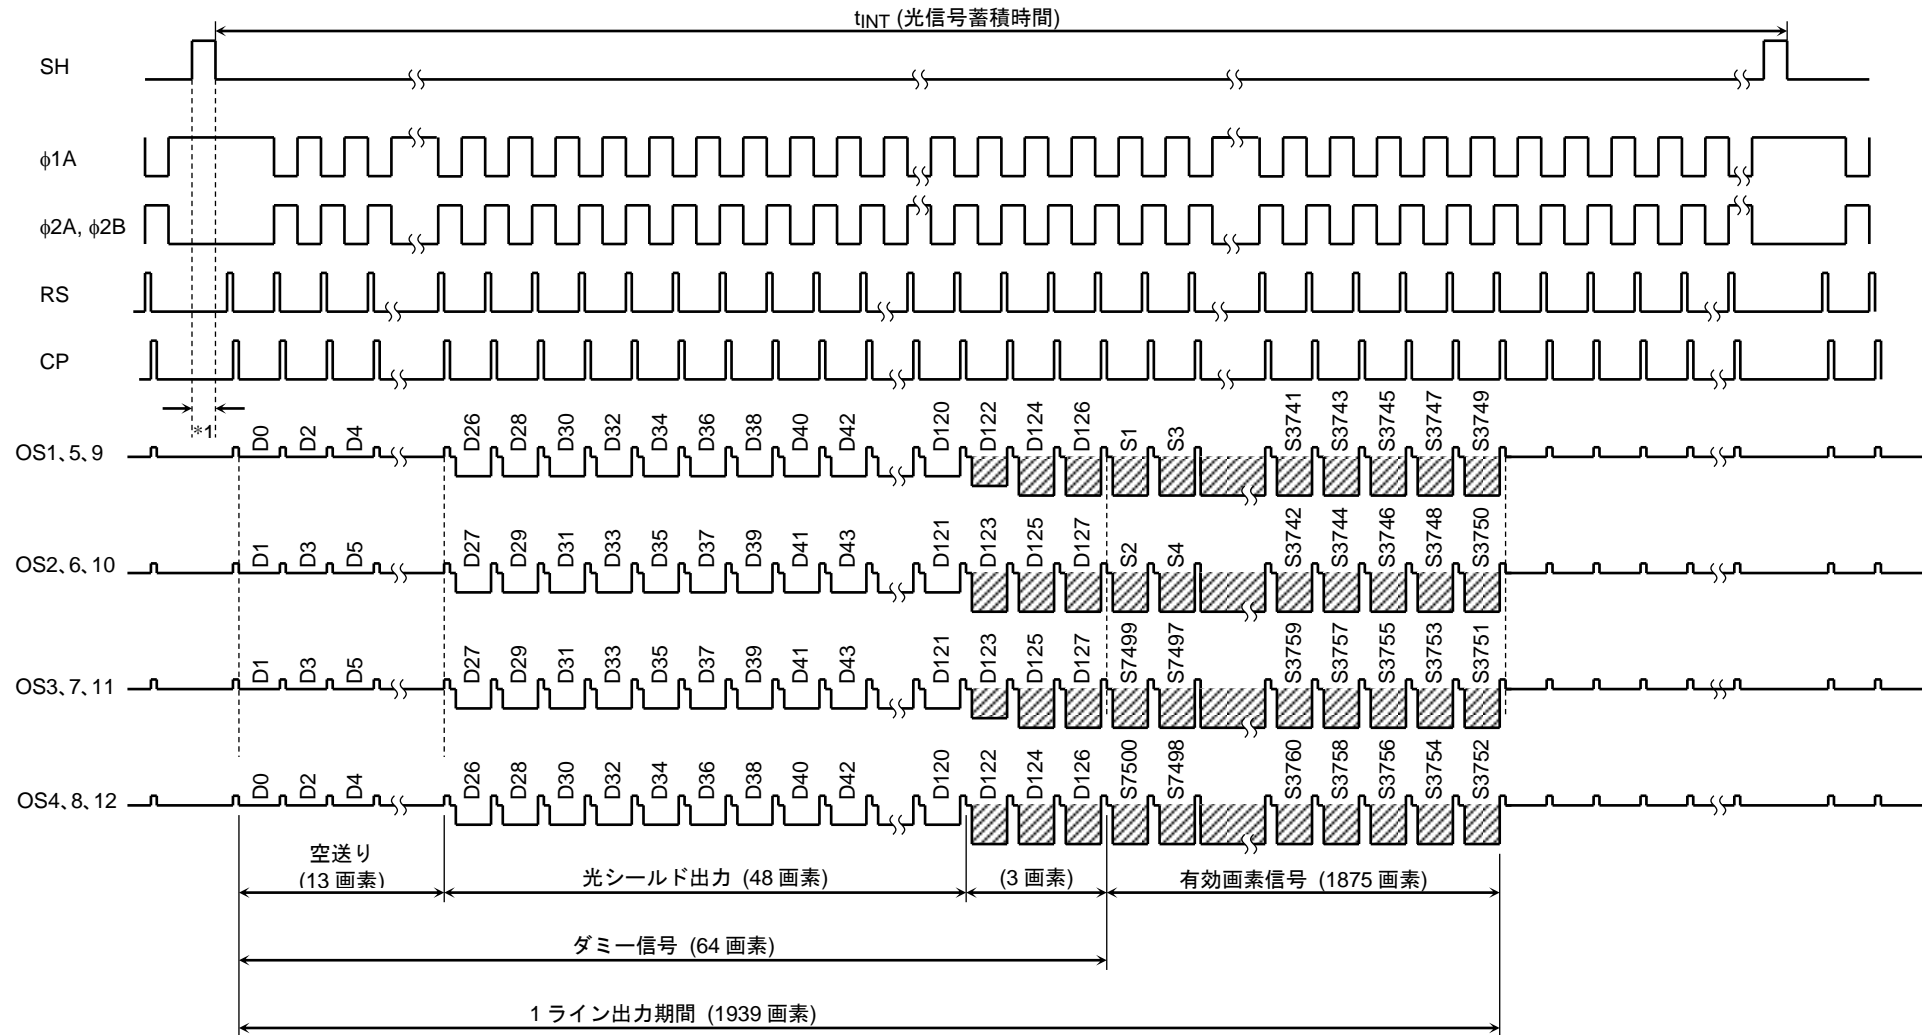 tINT (光信号蓄積時間)
SH
φ1A
φ2A, φ2B
RS
CP
*1
OS1、5、9
D0 D2 D4 D26 D28 D30 D32 D34 D36 D38 D40 D42 D120 D122 D124 D126 S1 S3 S3741 S3743 S3745 S3747 S3749
OS2、6、10
D1 D3 D5 D27 D29 D31 D33 D35 D37 D39 D41 D43 D121 D123 D125 D127 S2 S4 S3742 S3744 S3746 S3748 S3750
OS3、7、11
D1 D3 D5 D27 D29 D31 D33 D35 D37 D39 D41 D43 D121 D123 D125 D127 S7499 S7497 S3759 S3757 S3755 S3753 S3751
OS4、8、12
D0 D2 D4 D26 D28 D30 D32 D34 D36 D38 D40 D42 D120 D122 D124 D126 S7500 S7498 S3760 S3758 S3756 S3754 S3752
空送り
(13 画素)
光シールド出力 (48 画素)
(3 画素)
有効画素信号 (1875 画素)
ダミー信号 (64 画素)
1 ライン出力期間 (1939 画素)